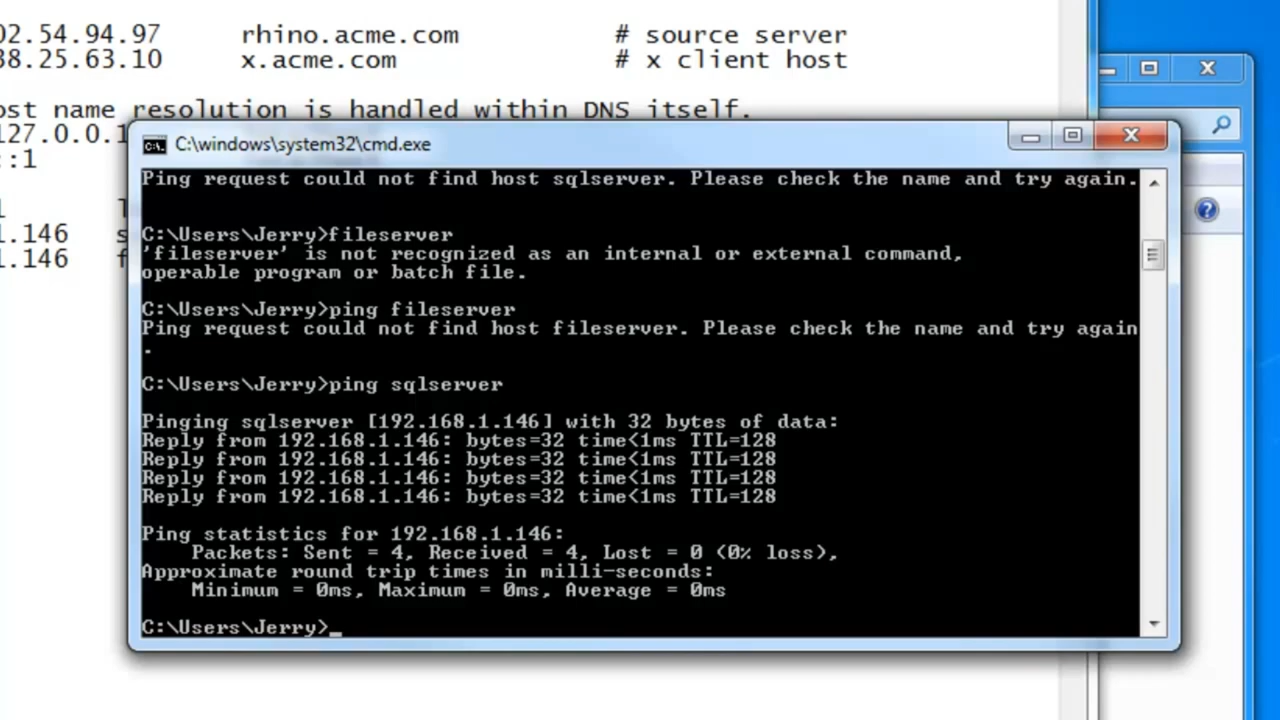 02.54.94.97 rhino.acme.com # source server
38.25.63.10 x.acme.com # x client host
ost name resolution is handled within DNS itself.
127.0.0.1
::1
1.146 s
1.146 f
C:\windows\system32\cmd.exe
Ping request could not find host sqlserver. Please check the name and try again.
C:\Users\Jerry>fileserver
'fileserver' is not recognized as an internal or external command,
operable program or batch file.
C:\Users\Jerry>ping fileserver
Ping request could not find host fileserver. Please check the name and try again
.
C:\Users\Jerry>ping sqlserver
Pinging sqlserver [192.168.1.146] with 32 bytes of data:
Reply from 192.168.1.146: bytes=32 time<1ms TTL=128
Reply from 192.168.1.146: bytes=32 time<1ms TTL=128
Reply from 192.168.1.146: bytes=32 time<1ms TTL=128
Reply from 192.168.1.146: bytes=32 time<1ms TTL=128
Ping statistics for 192.168.1.146:
Packets: Sent = 4, Received = 4, Lost = 0 (0% loss),
Approximate round trip times in milli-seconds:
Minimum = 0ms, Maximum = 0ms, Average = 0ms
C:\Users\Jerry>_